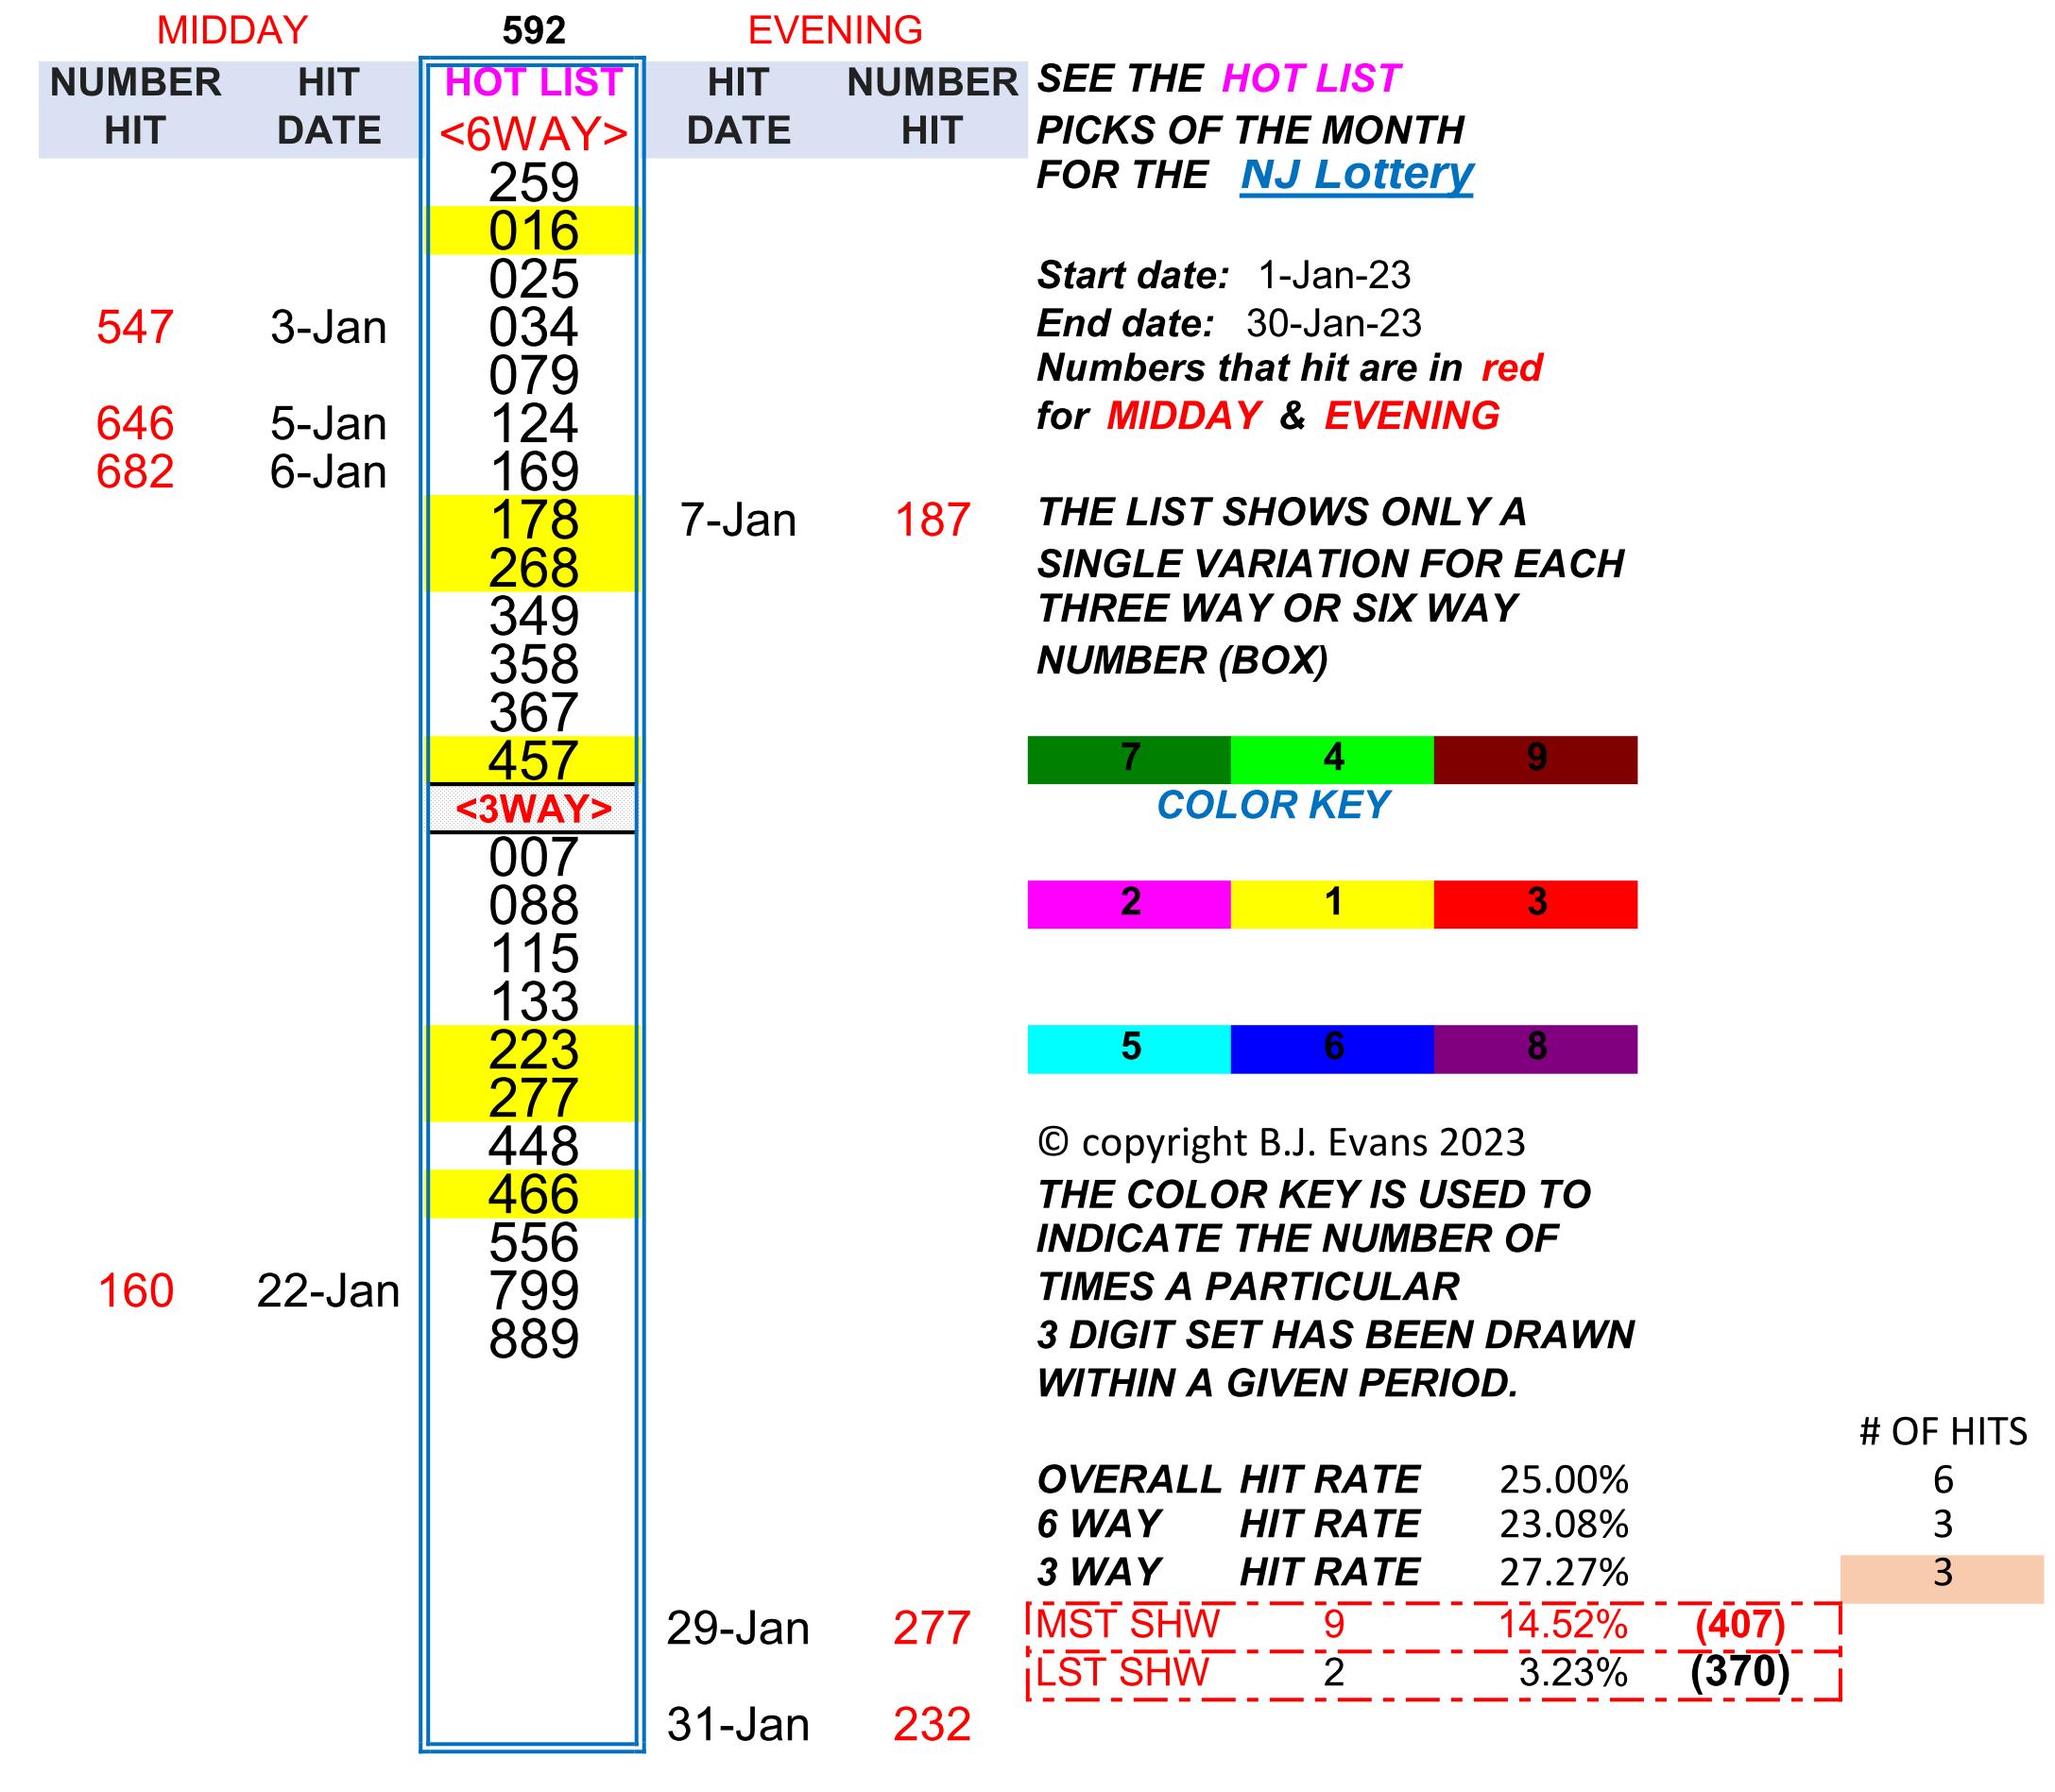 MIDDAY 592 EVENING
NUMBER HIT HOT LIST HIT NUMBER
HIT DATE <6WAY> DATE HIT
259
016
025
547 3-Jan 034
079
646 5-Jan 124
682 6-Jan 169
178 7-Jan 187
268
349
358
367
457
<3WAY>
007
088
115
133
223
277
448
466
556
160 22-Jan 799
889
29-Jan 277
31-Jan 232
SEE THE HOT LIST
PICKS OF THE MONTH
FOR THE NJ Lottery
Start date: 1-Jan-23
End date: 30-Jan-23
Numbers that hit are in red
for MIDDAY & EVENING
THE LIST SHOWS ONLY A
SINGLE VARIATION FOR EACH
THREE WAY OR SIX WAY
NUMBER (BOX)
7 4 9
COLOR KEY
2 1 3
5 6 8
© copyright B.J. Evans 2023
THE COLOR KEY IS USED TO
INDICATE THE NUMBER OF
TIMES A PARTICULAR
3 DIGIT SET HAS BEEN DRAWN
WITHIN A GIVEN PERIOD.
# OF HITS
OVERALL HIT RATE 25.00% 6
6 WAY HIT RATE 23.08% 3
3 WAY HIT RATE 27.27% 3
MST SHW 9 14.52% (407)
LST SHW 2 3.23% (370)